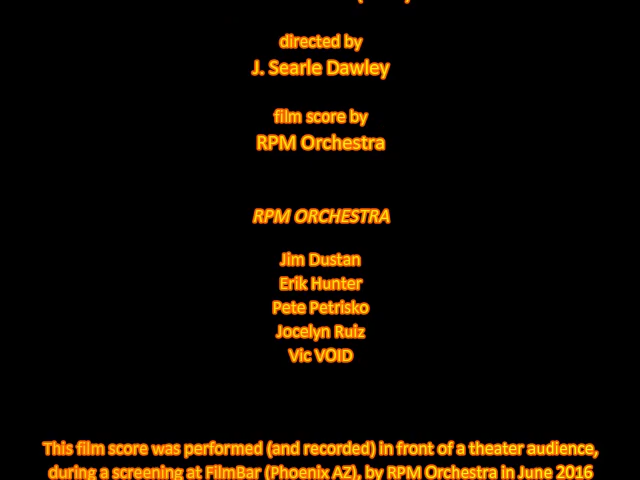 directed by
J. Searle Dawley
film score by
RPM Orchestra
RPM ORCHESTRA
Jim Dustan
Erik Hunter
Pete Petrisko
Jocelyn Ruiz
Vic VOID
This film score was performed (and recorded) in front of a theater audience,
during a screening at FilmBar (Phoenix AZ), by RPM Orchestra in June 2016